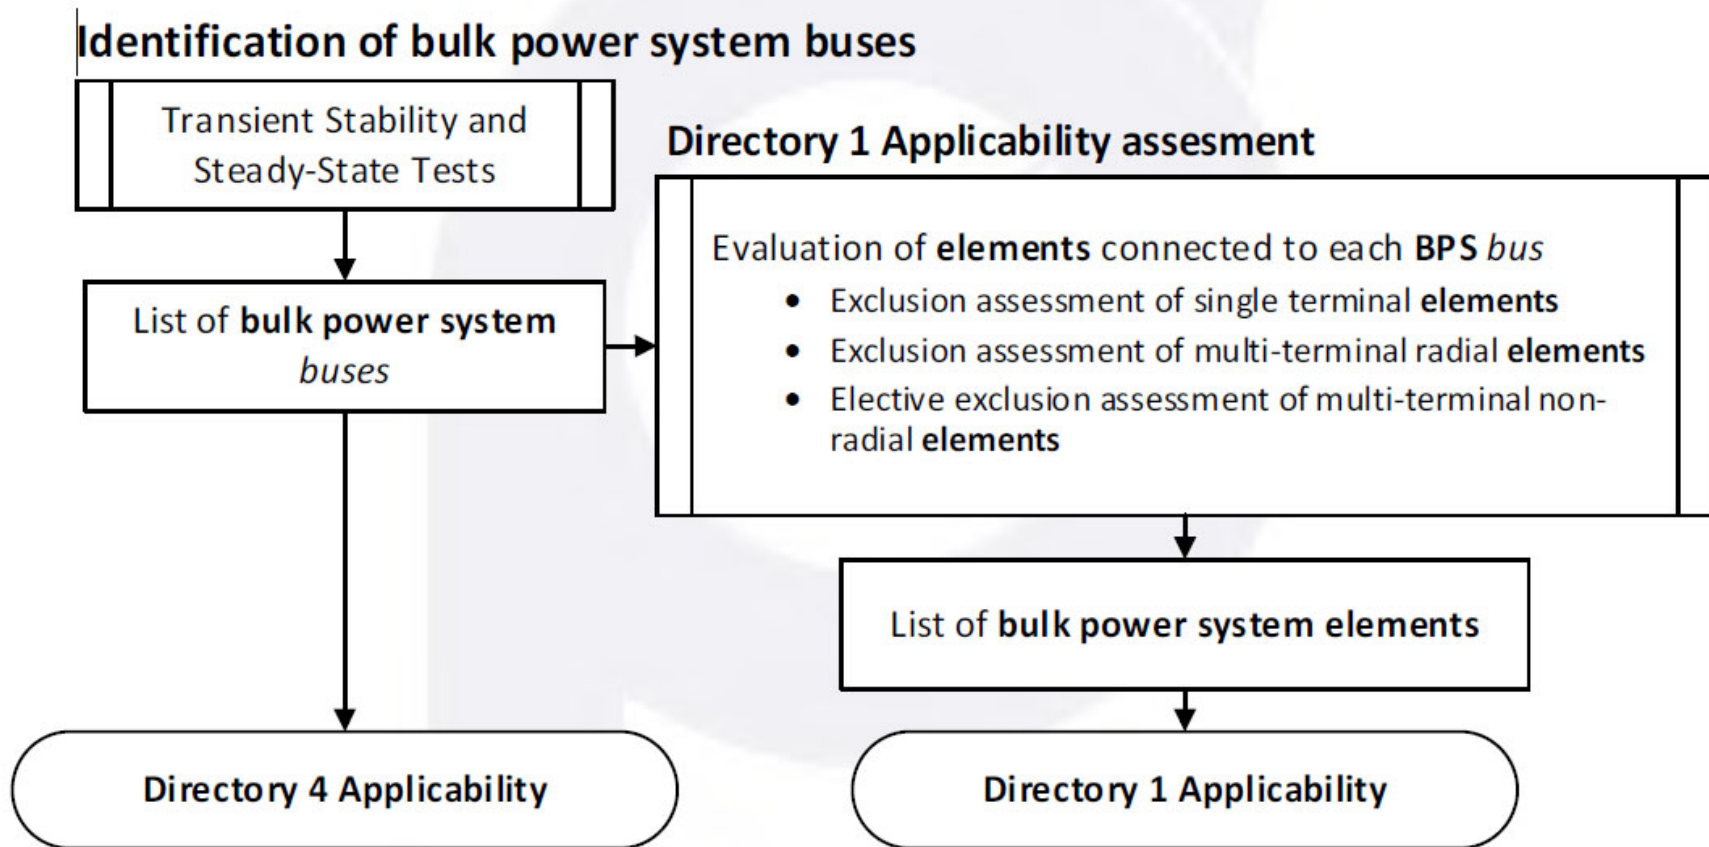 Identification of bulk power system buses
Transient Stability and
Steady-State Tests
List of bulk power system
buses
Directory 1 Applicability assesment
Evaluation of elements connected to each BPS bus
• Exclusion assessment of single terminal elements
• Exclusion assessment of multi-terminal radial elements
• Elective exclusion assessment of multi-terminal non-
radial elements
List of bulk power system elements
Directory 4 Applicability
Directory 1 Applicability